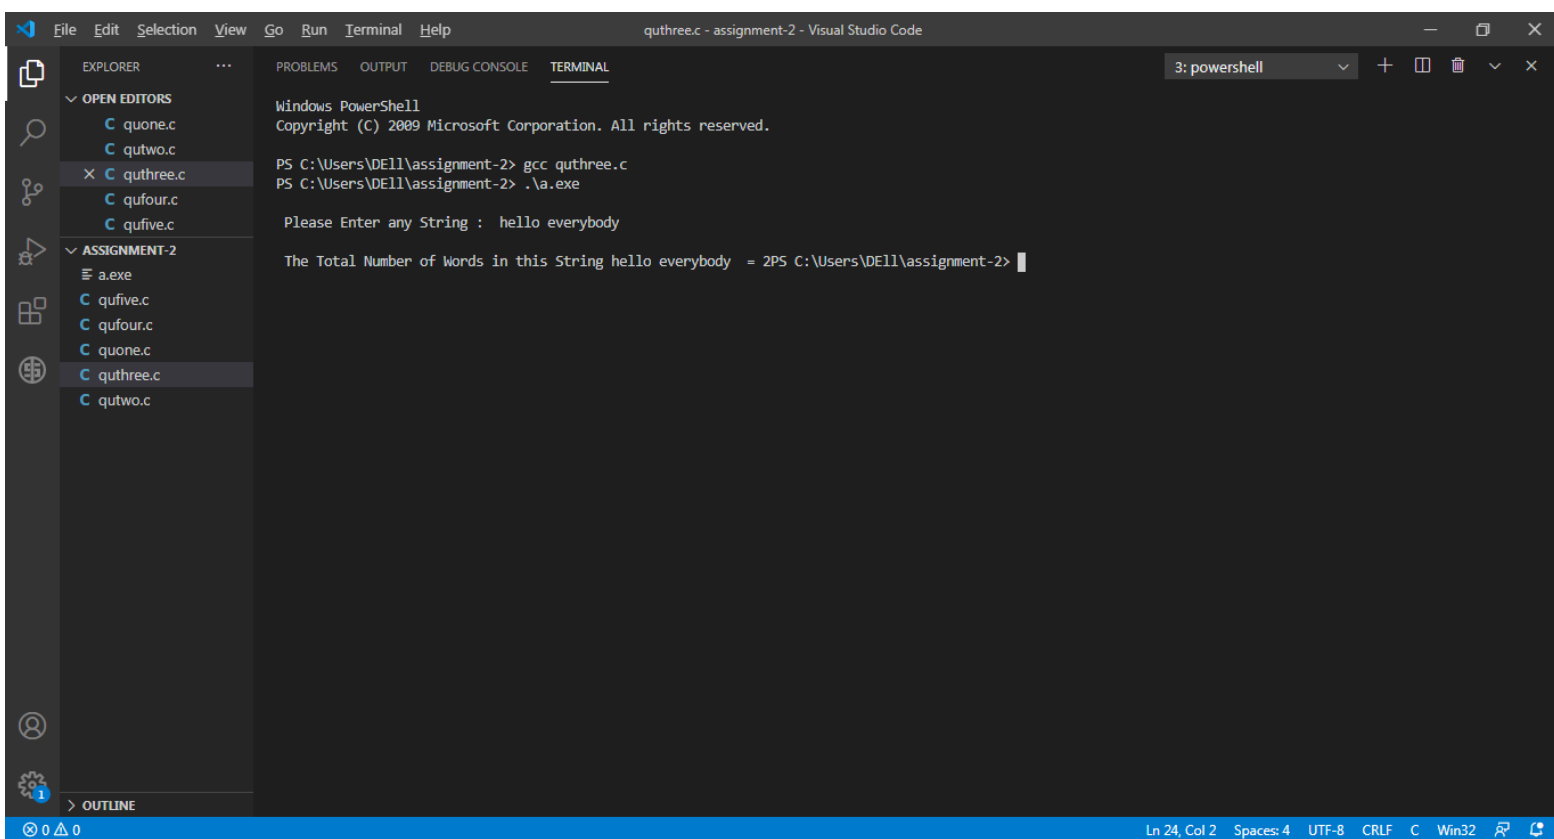 File Edit Selection View Go Run Terminal Help quthree.c - assignment-2 - Visual Studio Code
EXPLORER ...
OPEN EDITORS
C quone.c
C qutwo.c
C quthree.c
C qufour.c
C qufive.c
ASSIGNMENT-2
a.exe
C qufive.c
C qufour.c
C quone.c
C quthree.c
C qutwo.c
OUTLINE
PROBLEMS OUTPUT DEBUG CONSOLE TERMINAL 3: powershell
Windows PowerShell
Copyright (C) 2009 Microsoft Corporation. All rights reserved.
PS C:\Users\DEll\assignment-2> gcc quthree.c
PS C:\Users\DEll\assignment-2> .\a.exe
Please Enter any String :  hello everybody
The Total Number of Words in this String hello everybody  = 2PS C:\Users\DEll\assignment-2>
1
0 0 Ln 24, Col 2 Spaces: 4 UTF-8 CRLF C Win32